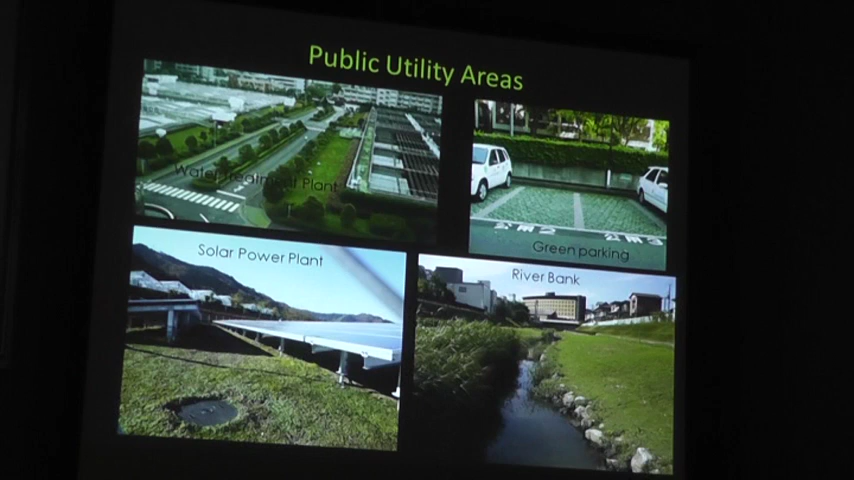 Public Utility Areas
Water Treatment Plant
Green parking
Solar Power Plant
River Bank